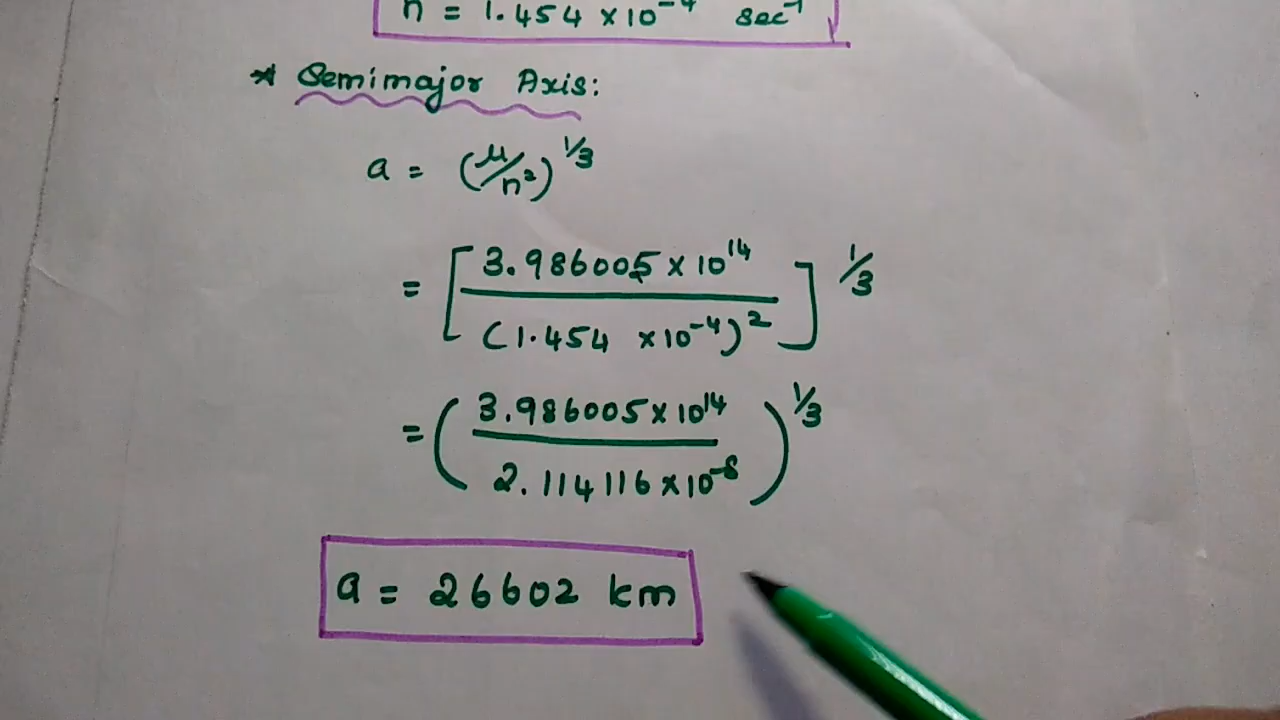 n = 1.454 × 10⁻⁴ sec⁻¹
* Semimajor Axis:
a = (μ/n²)^1/3
= [3.986005 × 10¹⁴ / (1.454 × 10⁻⁴)²]^1/3
= (3.986005 × 10¹⁴ / 2.114116 × 10⁻⁸)^1/3
a = 26602 km